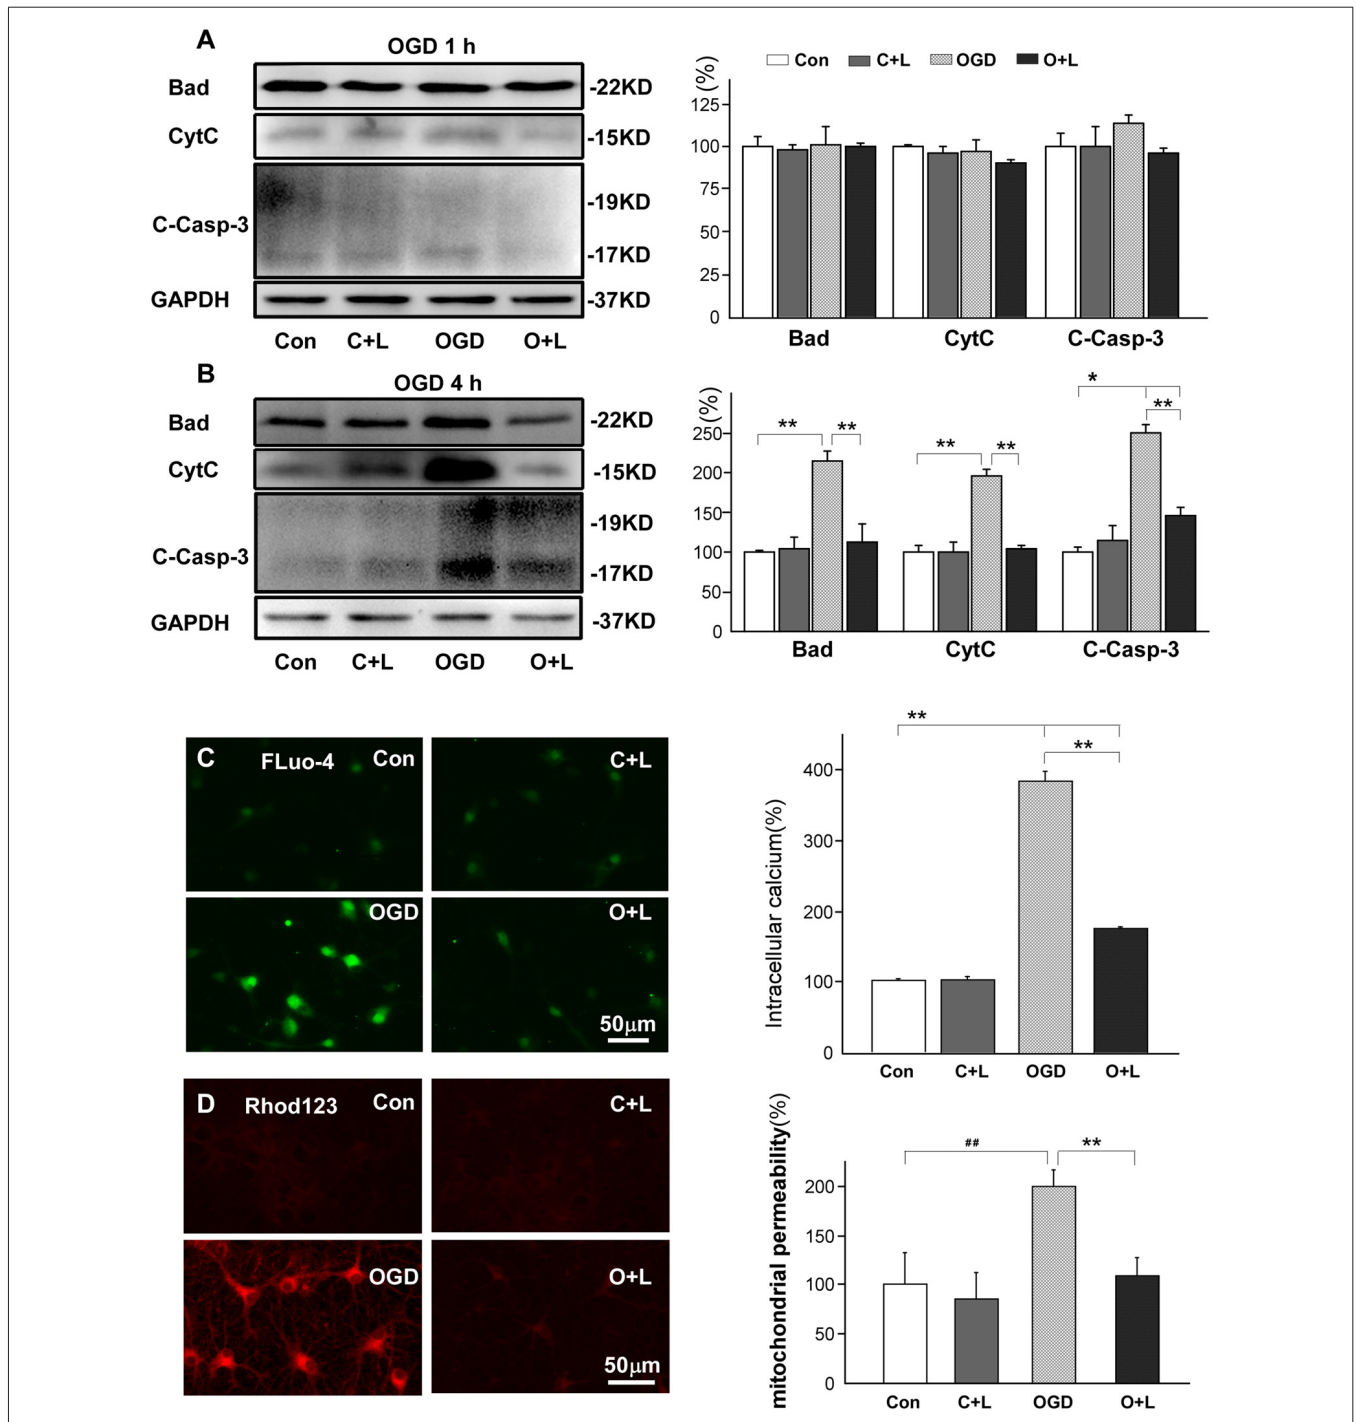 A
OGD 1 h
Bad
-22KD
CytC
-15KD
C-Casp-3
-19KD
-17KD
GAPDH
-37KD
Con C+L OGD O+L
Con C+L OGD O+L
(%)
125
100
75
50
25
0
Bad CytC C-Casp-3
B
OGD 4 h
Bad
-22KD
CytC
-15KD
C-Casp-3
-19KD
-17KD
GAPDH
-37KD
Con C+L OGD O+L
(%)
250
200
150
100
50
0
** ** ** ** * **
Bad CytC C-Casp-3
C FLuo-4 Con
C+L
OGD
O+L
50μm
Intracellular calcium(%)
400
300
200
100
0
**
**
Con C+L OGD O+L
D Rhod123 Con
C+L
OGD
O+L
50μm
mitochondrial permeability(%)
200
150
100
50
0
## **
Con C+L OGD O+L